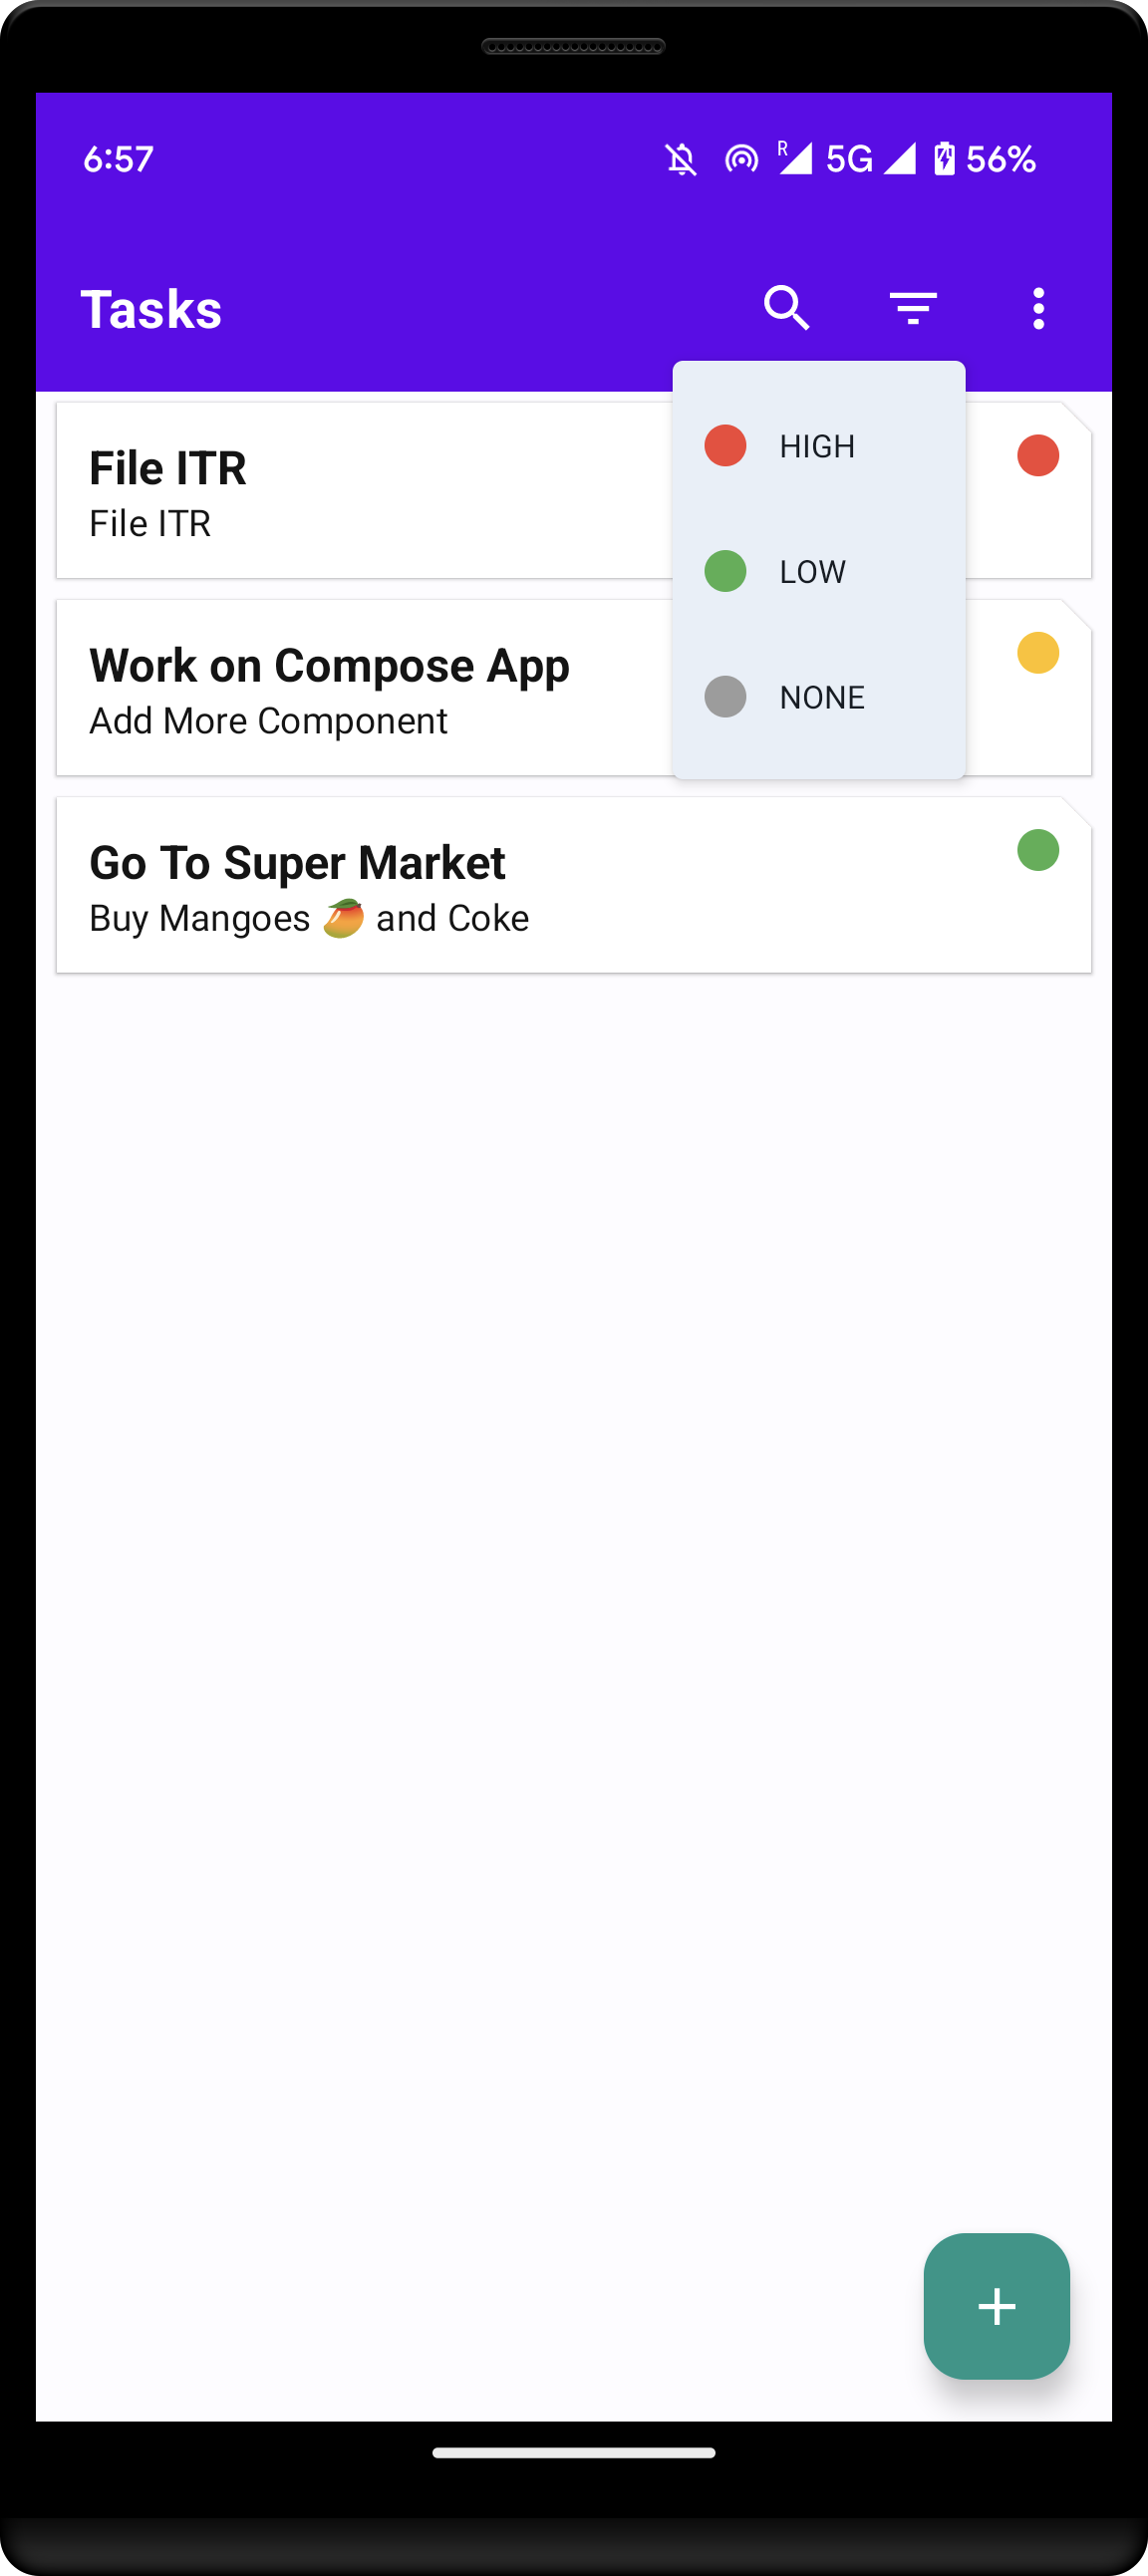 6:57
R 5G 56%
Tasks
HIGH
LOW
NONE
File ITR
File ITR
Work on Compose App
Add More Component
Go To Super Market
Buy Mangoes 🥭 and Coke